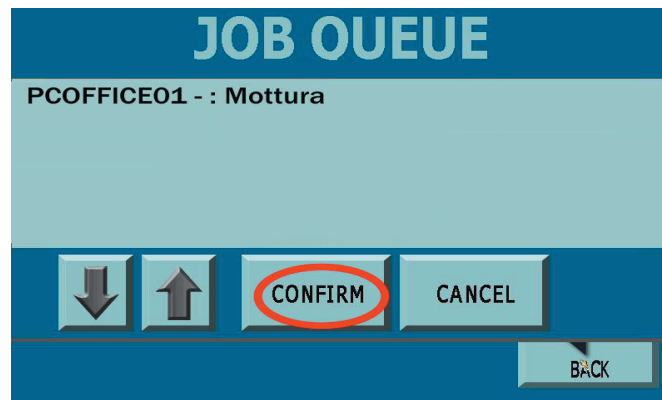 JOB QUEUE
PCOFFICE01 - : Mottura
CONFIRM
CANCEL
BACK